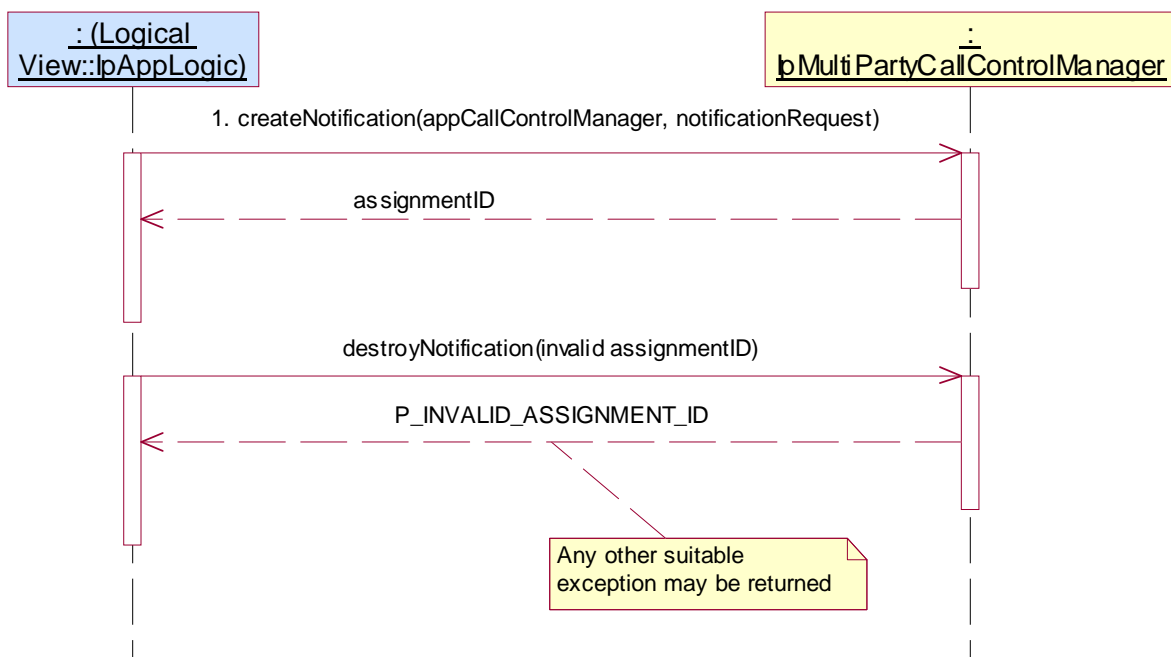 : (Logical
View::IpAppLogic)
:
IpMultiPartyCallControlManager
1. createNotification(appCallControlManager, notificationRequest)
assignmentID
destroyNotification(invalid assignmentID)
P_INVALID_ASSIGNMENT_ID
Any other suitable
exception may be returned